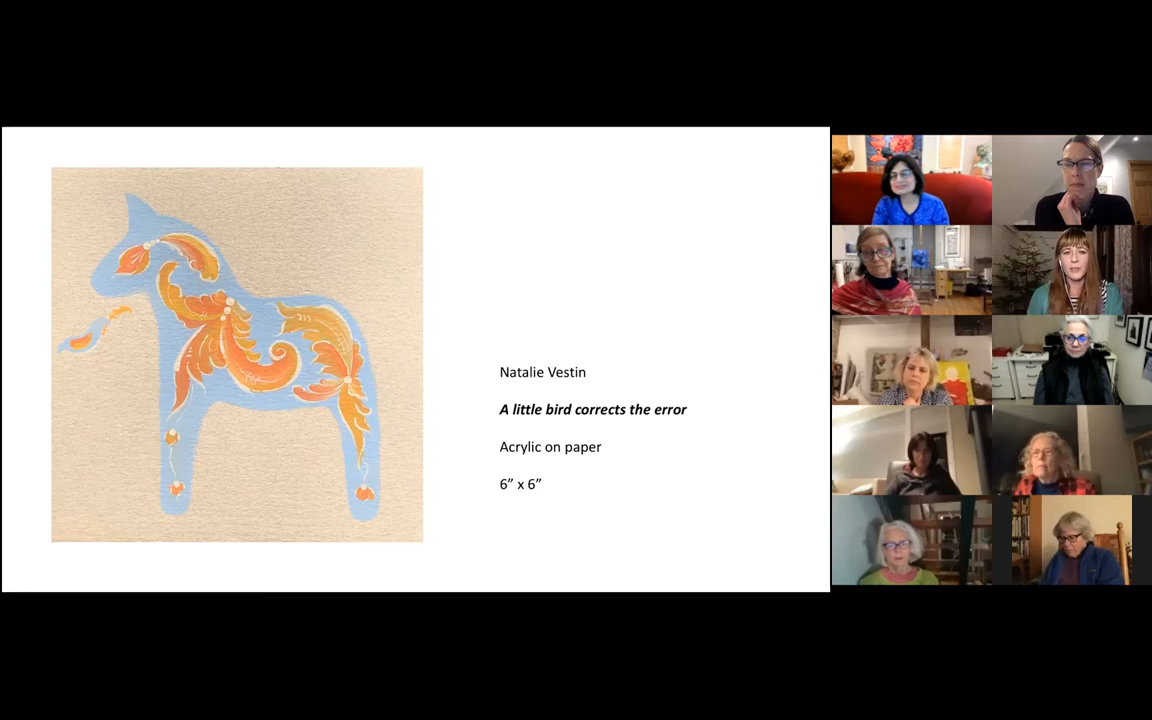 Natalie Vestin
A little bird corrects the error
Acrylic on paper
6” x 6”